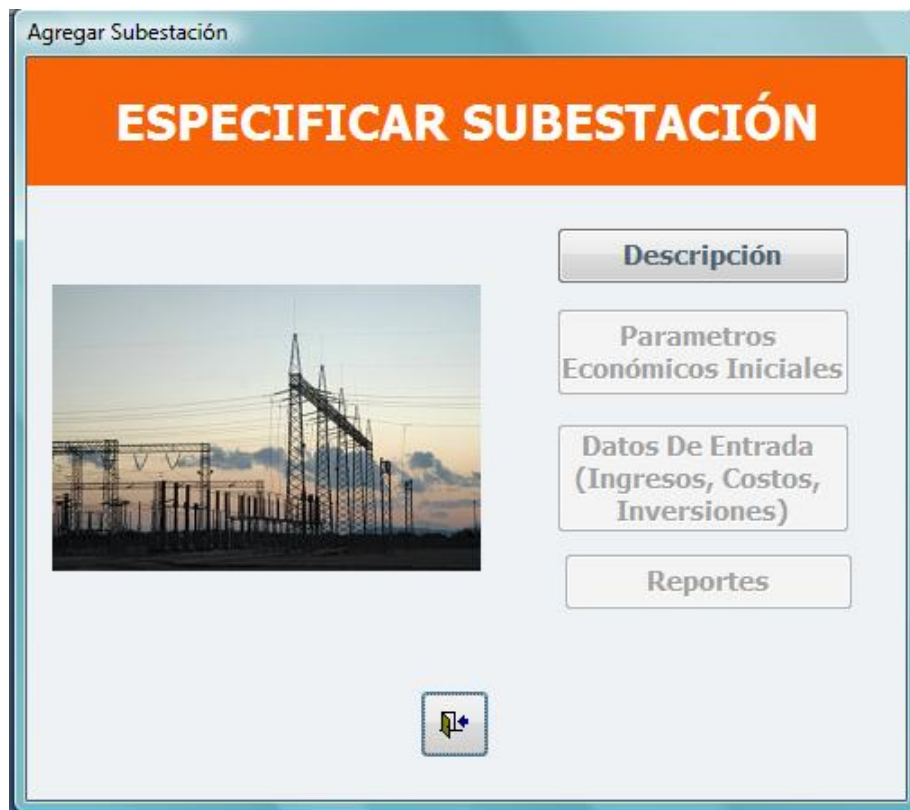 Agregar Subestación
ESPECIFICAR SUBESTACIÓN
Descripción
Parametros
Económicos Iniciales
Datos De Entrada
(Ingresos, Costos,
Inversiones)
Reportes